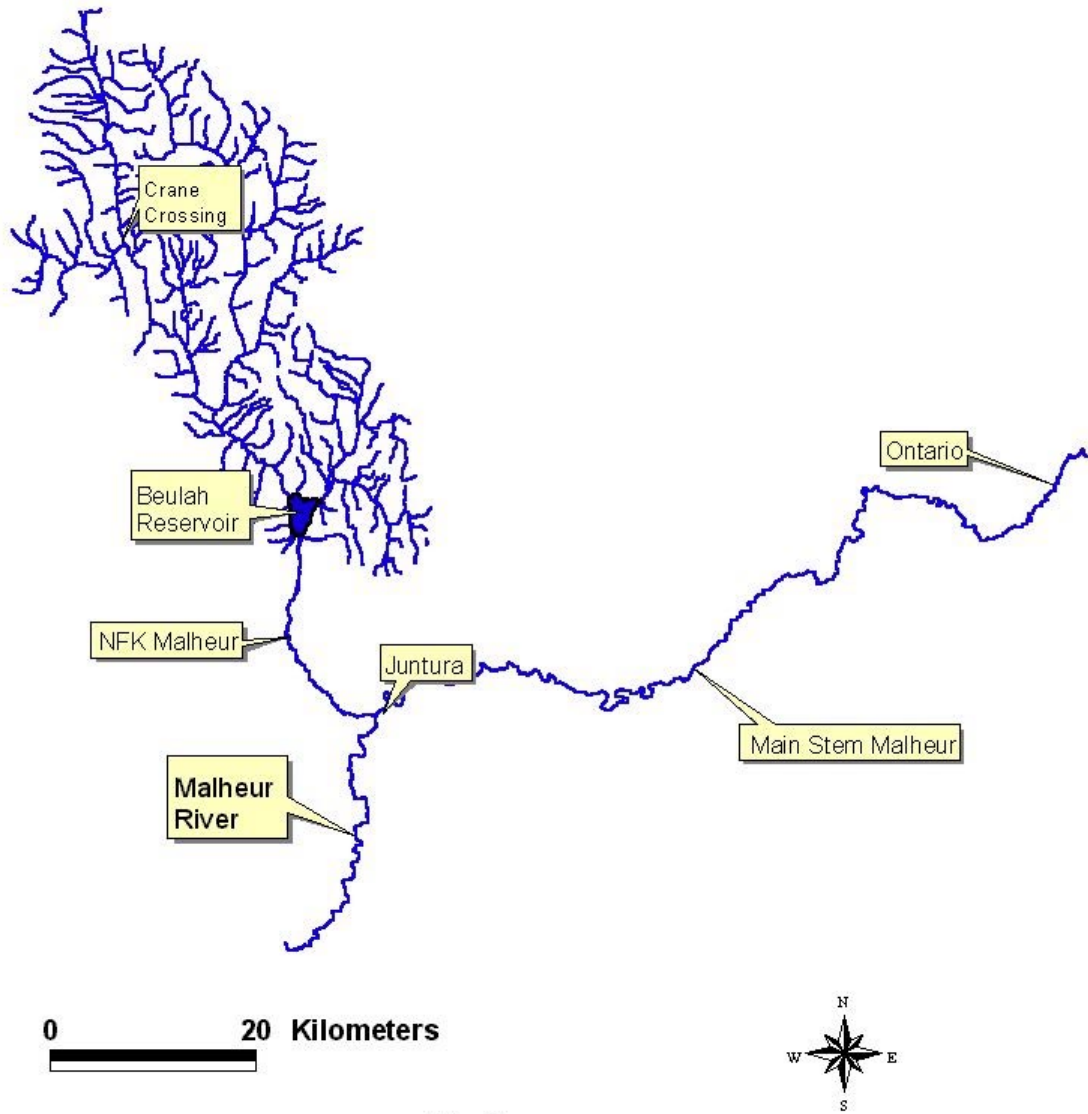 Crane
Crossing
Ontario
Beulah
Reservoir
NFK Malheur
Juntura
Main Stem Malheur
Malheur
River
0 20 Kilometers
N
W E
S